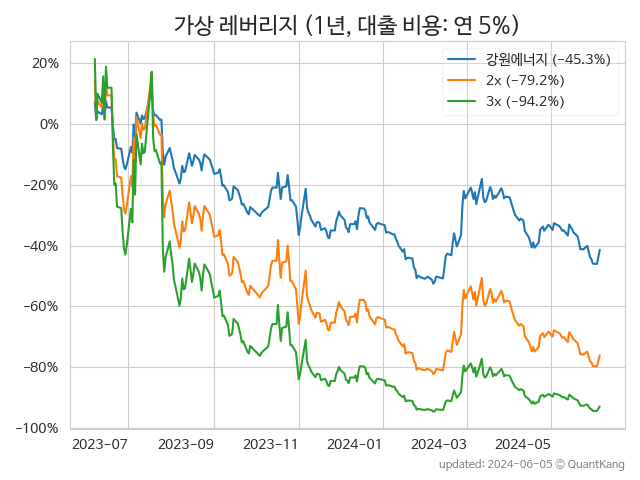 가상 레버리지 (1년, 대출 비용: 연 5%)
강원에너지 (−45.3%)
2x (−79.2%)
3x (−94.2%)
20%
0%
−20%
−40%
−60%
−80%
−100%
2023-07 2023-09 2023-11 2024-01 2024-03 2024-05
updated: 2024-06-05 © QuantKang